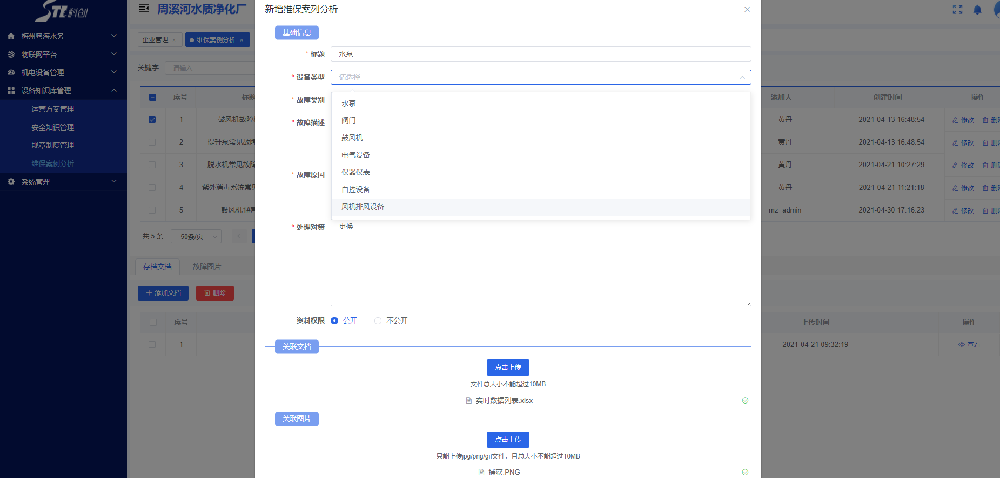 STC科创
梅州粤海水务
物联网平台
机电设备管理
设备知识库管理
运营方案管理
安全知识管理
规章制度管理
维保案例分析
系统管理
周溪河水质净化厂
企业管理 ×
维保案例分析 ×
关键字 请输入
序号 标题
1 鼓风机故障
2 提升泵常见故障
3 脱水机常见故障
4 紫外消毒系统常见
5 鼓风机1#声
共 5 条 50条/页
存档文档 故障图片
添加文档 删除
序号
1
新增维保案列分析
基础信息
* 标题 水泵
* 设备类型 请选择
* 故障类别
* 故障描述
* 故障原因
水泵
阀门
鼓风机
电气设备
仪器仪表
自控设备
风机排风设备
* 处理对策 更换
资料权限 公开 不公开
关联文档
点击上传
文件总大小不能超过10MB
实时数据列表.xlsx
关联图片
点击上传
只能上传jpg/png/gif文件，且总大小不能超过10MB
捕获.PNG
添加人 创建时间 操作
黄丹 2021-04-13 16:48:54 修改 删除
黄丹 2021-04-13 16:48:54 修改 删除
黄丹 2021-04-21 10:27:29 修改 删除
黄丹 2021-04-21 11:21:18 修改 删除
mz_admin 2021-04-30 17:16:23 修改 删除
上传时间 操作
2021-04-21 09:32:19 查看